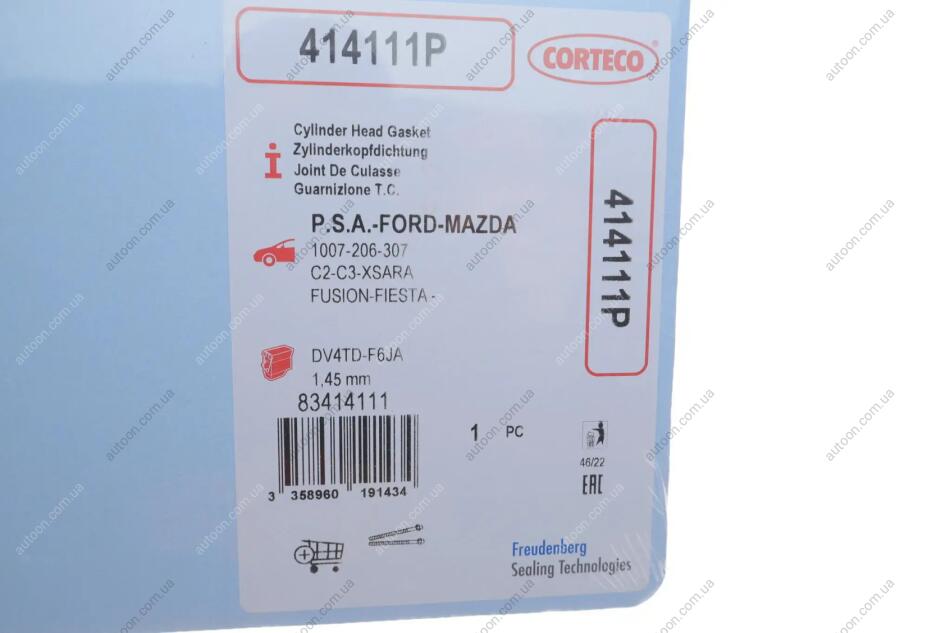 414111P
CORTECO®
Cylinder Head Gasket
Zylinderkopfdichtung
Joint De Culasse
Guarnizione T.C.
P.S.A.-FORD-MAZDA
1007-206-307
C2-C3-XSARA
FUSION-FIESTA -
414111P
DV4TD-F6JA
1,45 mm
83414111
1 PC
3 358960 191434
46/22
EAC
Freudenberg
Sealing Technologies
autoon.com.ua